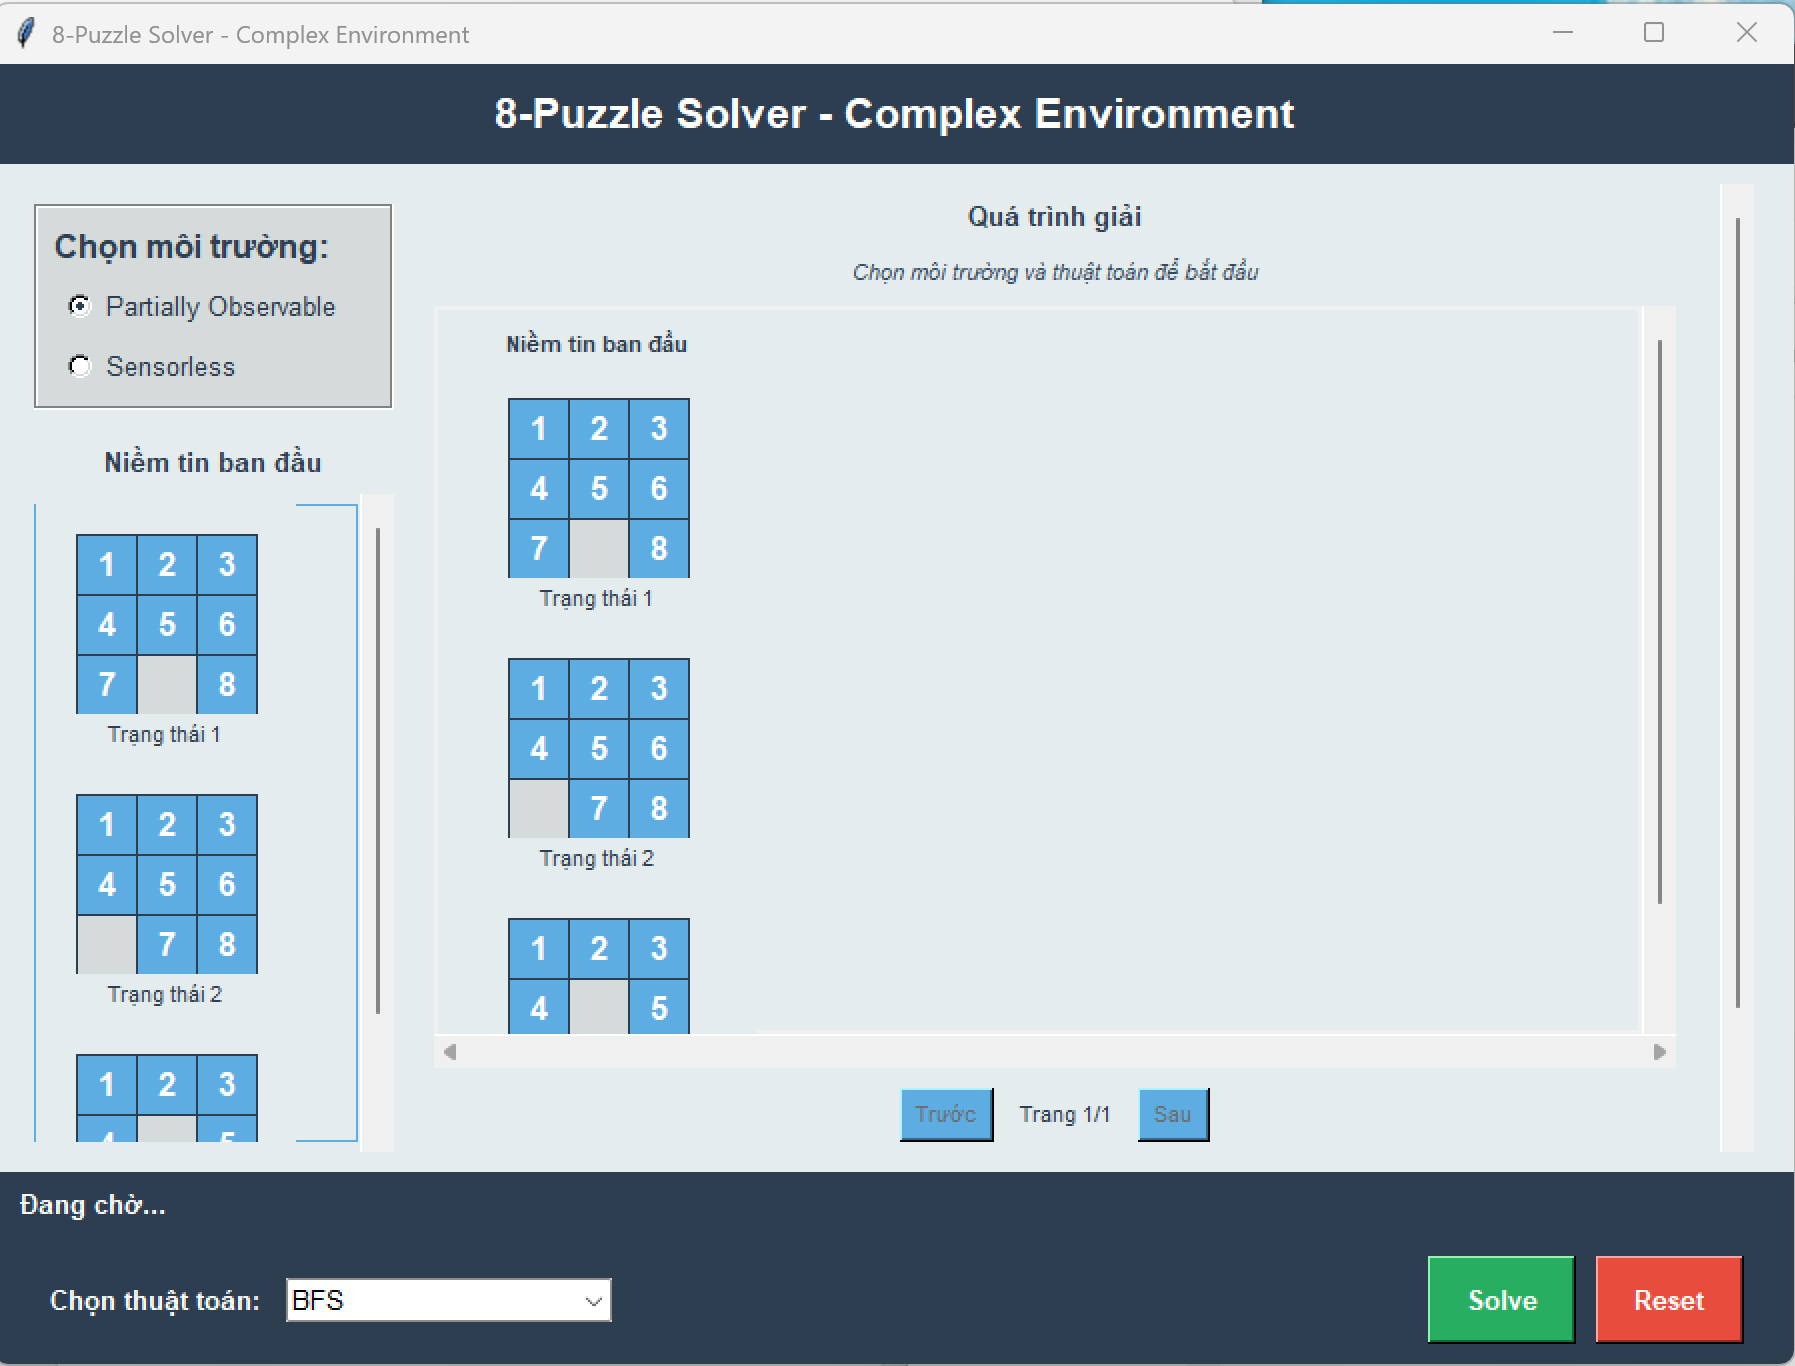 8-Puzzle Solver - Complex Environment
8-Puzzle Solver - Complex Environment
Chọn môi trường:
Partially Observable
Sensorless
Niềm tin ban đầu
1 2 3
4 5 6
7 8
Trạng thái 1
1 2 3
4 5 6
7 8
Trạng thái 2
1 2 3
4 5
Quá trình giải
Chọn môi trường và thuật toán để bắt đầu
Niềm tin ban đầu
1 2 3
4 5 6
7 8
Trạng thái 1
1 2 3
4 5 6
7 8
Trạng thái 2
1 2 3
4 5
Trước Trang 1/1 Sau
Đang chờ...
Chọn thuật toán: BFS
Solve Reset